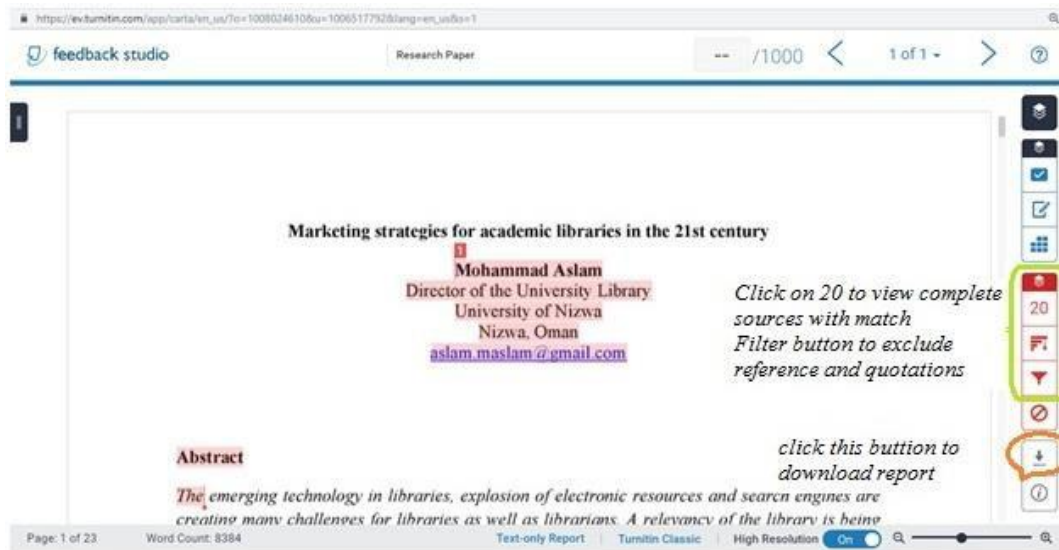 https://ev.turnitin.com/app/carta/en_us/?o=1008024610&u=1006517792&lang=en_us&s=1
feedback studio
Research Paper
-- /1000
1 of 1
Marketing strategies for academic libraries in the 21st century
1
Mohammad Aslam
Director of the University Library
University of Nizwa
Nizwa, Oman
aslam.maslam@gmail.com
Click on 20 to view complete
sources with match
Filter button to exclude
reference and quotations
20
Abstract
click this buttion to
download report
The emerging technology in libraries, explosion of electronic resources and search engines are
creating many challenges for libraries as well as librarians. A relevancy of the library is being
Page: 1 of 23
Word Count: 8384
Text-only Report
Turnitin Classic
High Resolution
On